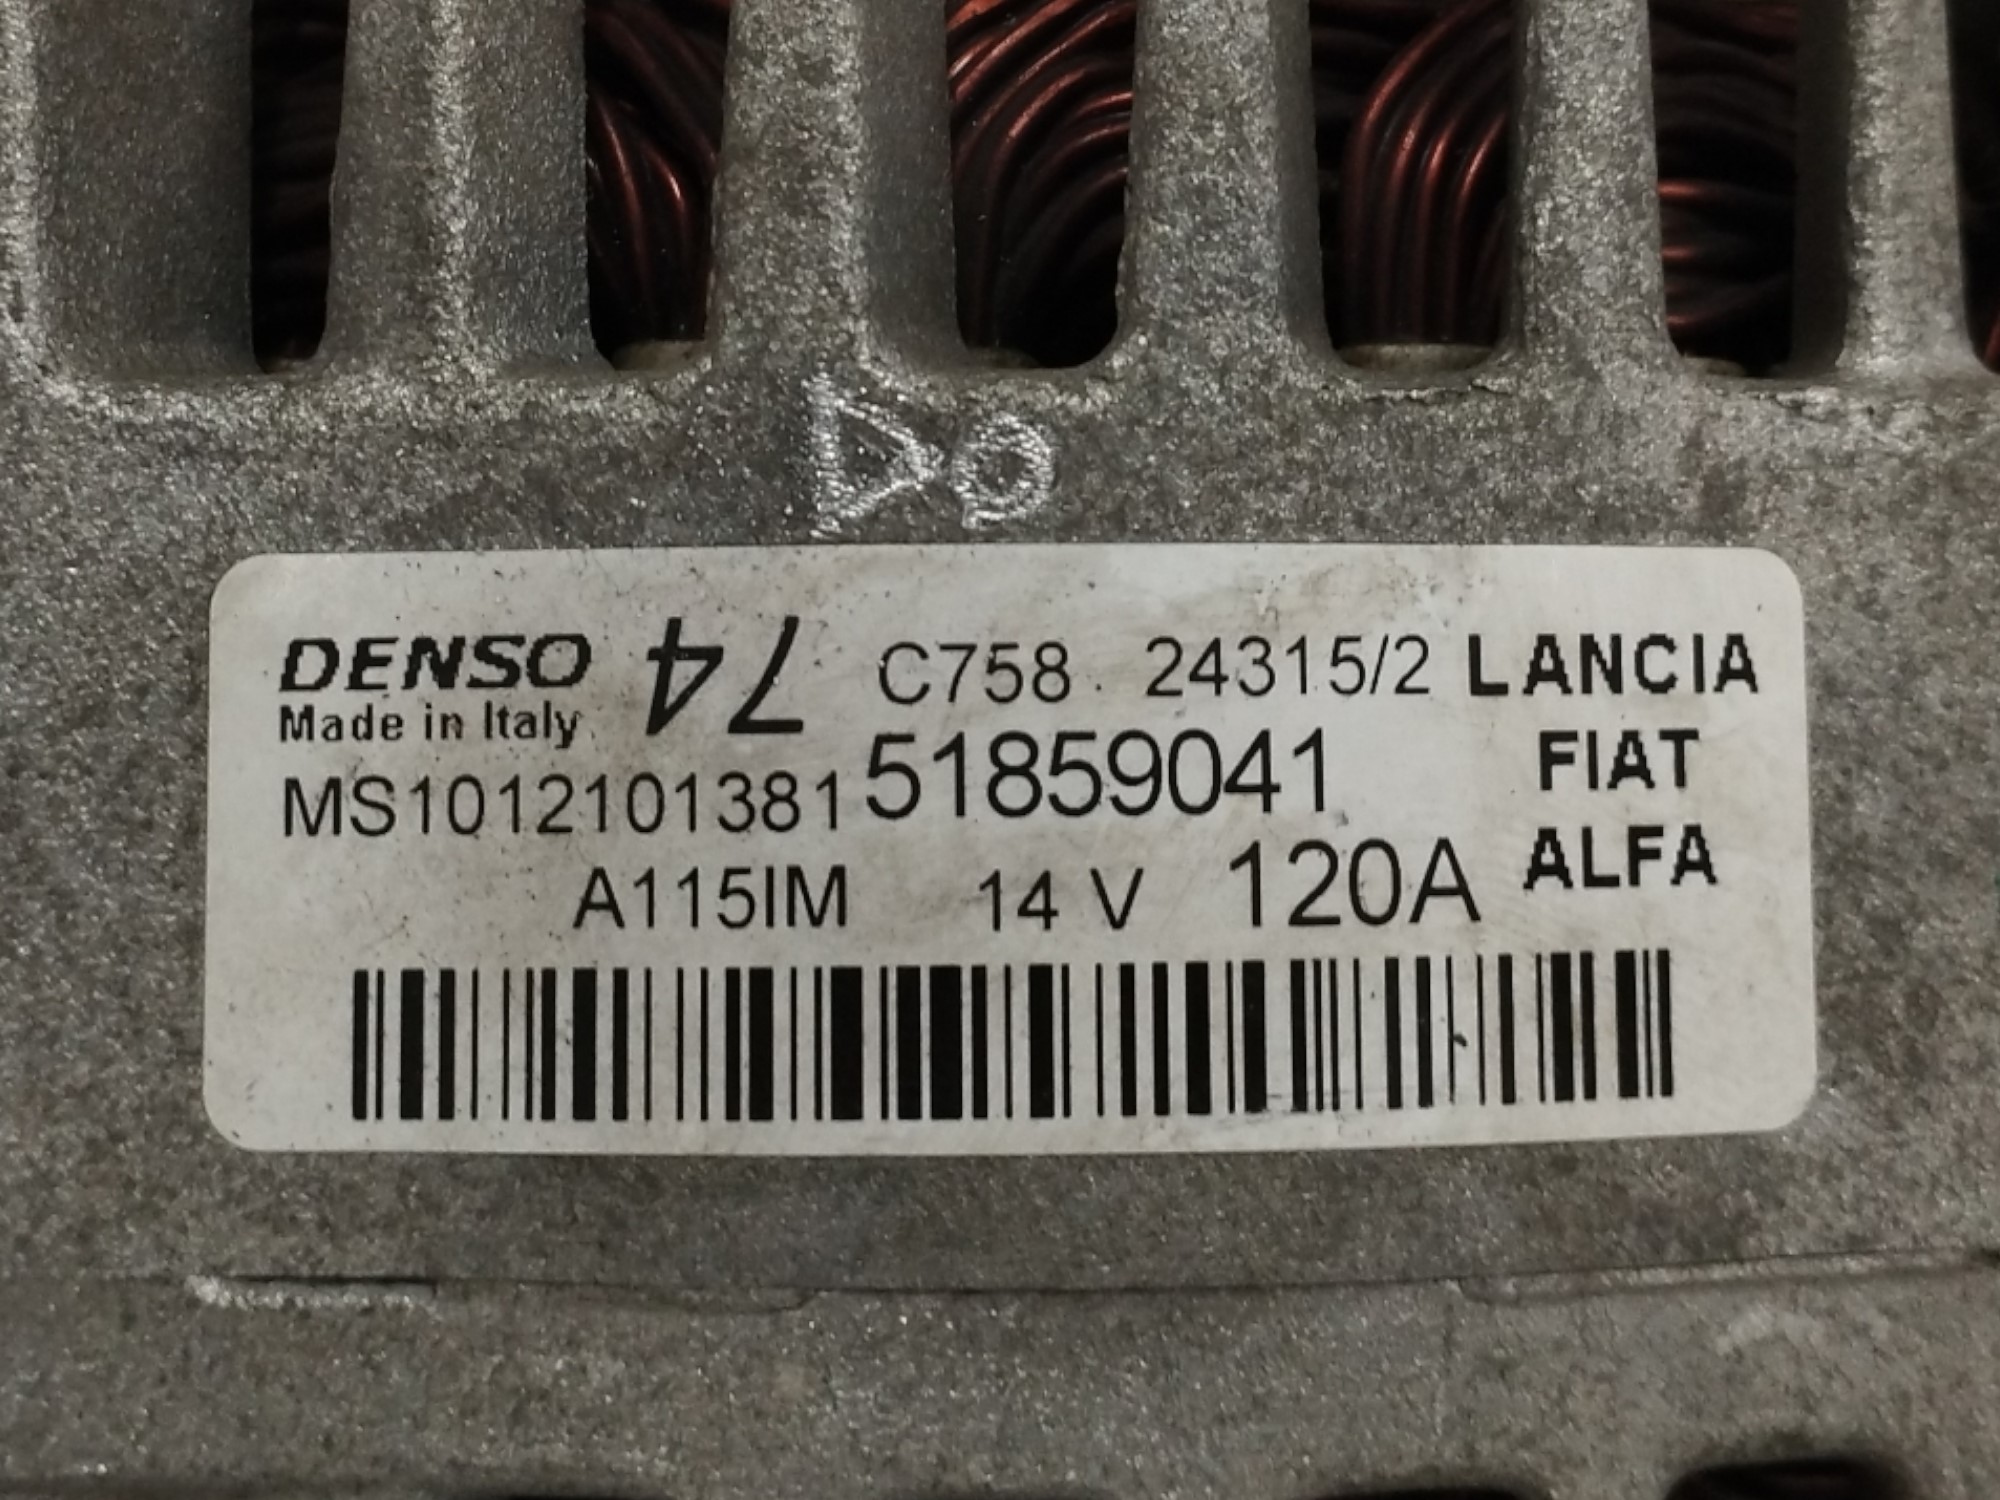 DENSO 74 C758 24315/2 LANCIA
Made in Italy 51859041 FIAT
MS1012101381 ALFA
A115IM 14 V 120A